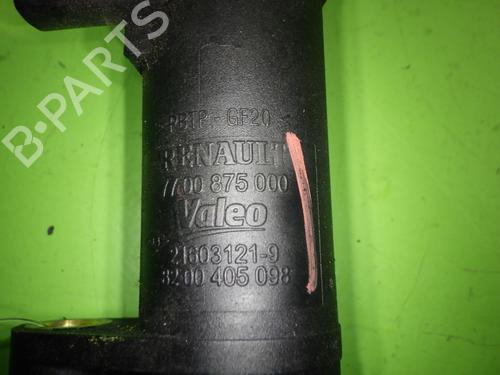 >PBTP-GF20<
RENAULT
7700 875 000
Valeo
21603121-9
8200 405 098
B-Parts